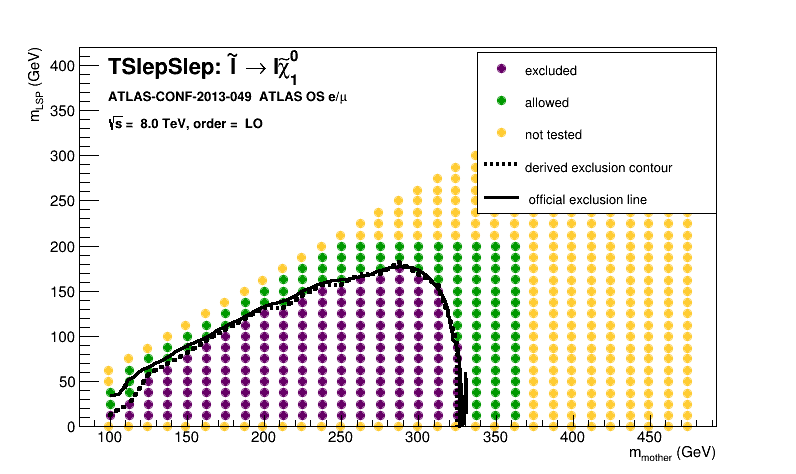 TSlepSlep: l̃ → lχ̃₁⁰
ATLAS-CONF-2013-049 ATLAS OS e/μ
√s = 8.0 TeV, order = LO
excluded
allowed
not tested
derived exclusion contour
official exclusion line
m_LSP (GeV)
400
350
300
250
200
150
100
50
0
100 150 200 250 300 350 400 450
m_mother (GeV)